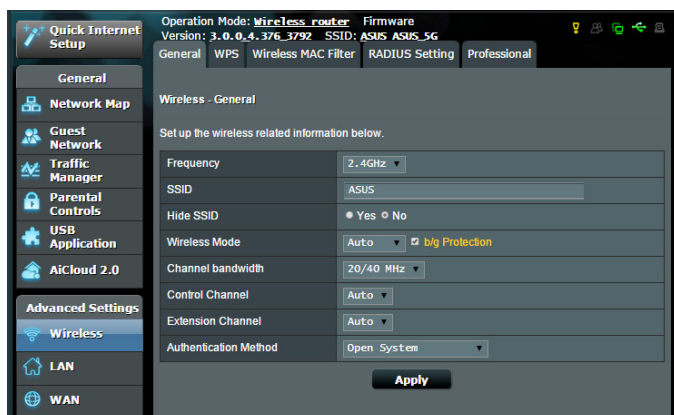 Quick Internet
Setup
General
Network Map
Guest
Network
Traffic
Manager
Parental
Controls
USB
Application
AiCloud 2.0
Advanced Settings
Wireless
LAN
WAN
Operation Mode: Wireless router Firmware
Version: 3.0.0.4.376_3792 SSID: ASUS ASUS_5G
General WPS Wireless MAC Filter RADIUS Setting Professional
Wireless - General
Set up the wireless related information below.
Frequency 2.4GHz
SSID ASUS
Hide SSID Yes No
Wireless Mode Auto b/g Protection
Channel bandwidth 20/40 MHz
Control Channel Auto
Extension Channel Auto
Authentication Method Open System
Apply